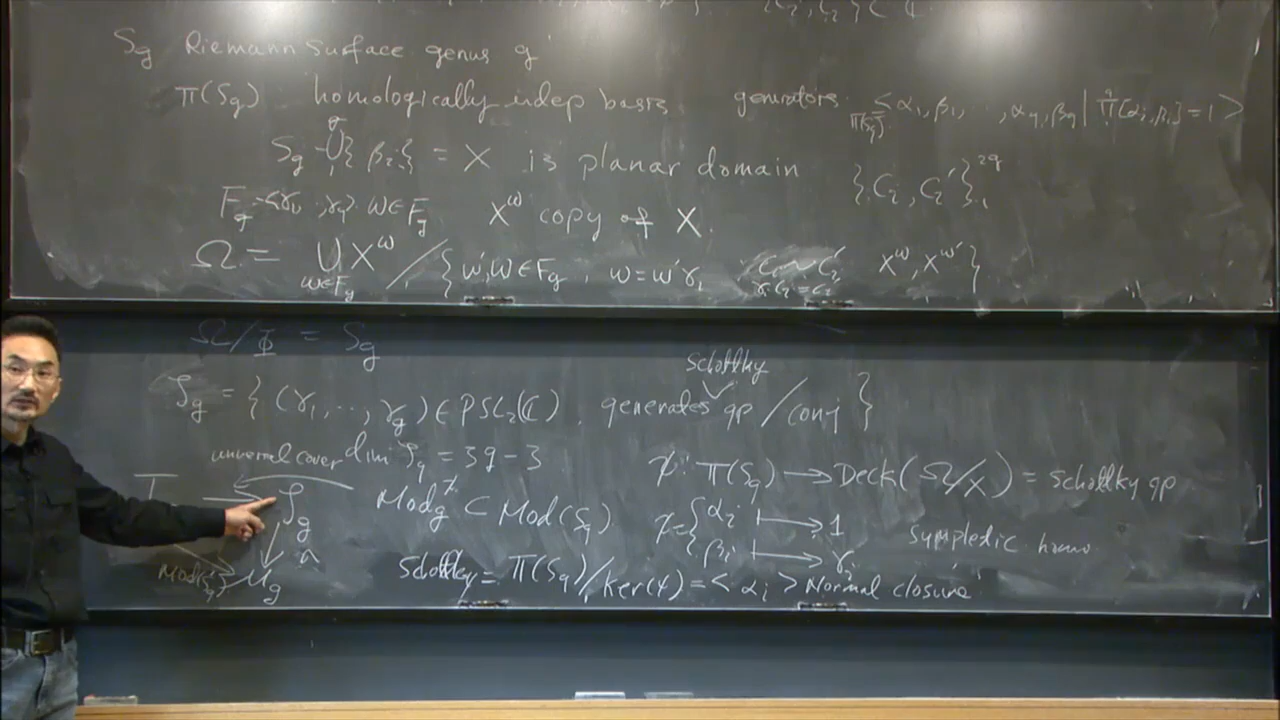 S_g Riemann surface genus g
π(S_g) homologically indep basis generators π(S_g) = < α_1, β_1, ..., α_g, β_g | ∏^g [α_i, β_i] = 1 >
S_g - ∪^g { β_i } = X is planar domain { C_i, C_i' }_1^{2g}
F_g = <γ_1, ..., γ_g> w ∈ F_g X^w copy of X.
Ω = ∪_{w∈F_g} X^w / { w', w ∈ F_g, w = w'γ_i X^w, X^{w'} }
Ω/Φ = S_g
schottky
𝒮_g = { (γ_1, .., γ_g) ∈ PSL_2(ℂ), generates ✓ gp / conj }
universal cover dim 𝒮_g = 3g-3
χ: π(S_g) → Deck(Ω/X) = schottky gp
T → 𝒮_g Mod_g^χ ⊂ Mod(S_g)
χ = { α_i ↦ 1 symplectic homo.
β_i ↦ γ_i
M_g schottky = π(S_g)/Ker(χ) = <α_i> Normal closure